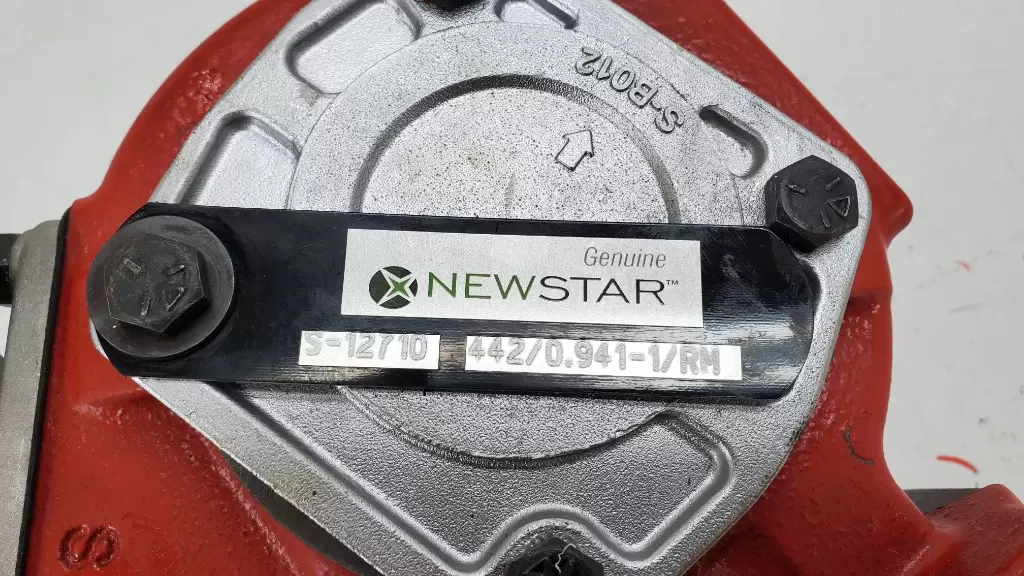 S-B012
Genuine
NEWSTAR™
S-12710 442/0.941-1/RM
S